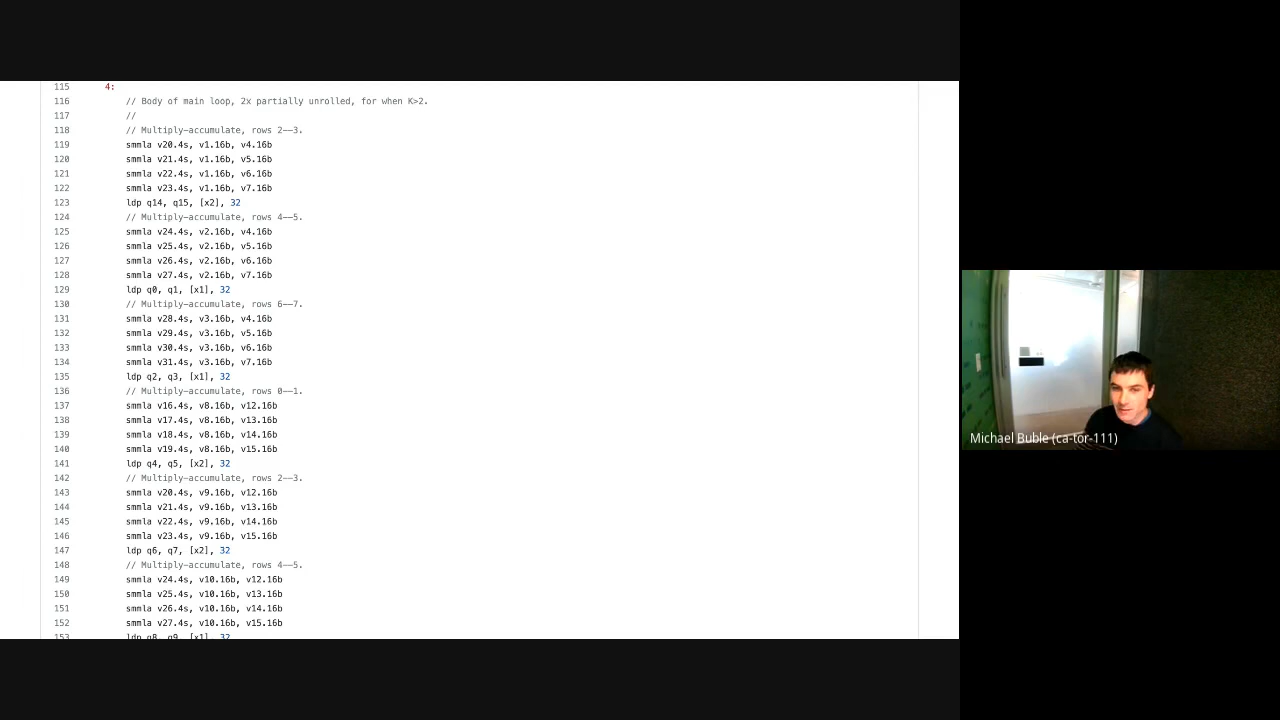 115 4:
116 // Body of main loop, 2x partially unrolled, for when K>2.
117 //
118 // Multiply-accumulate, rows 2--3.
119 smmla v20.4s, v1.16b, v4.16b
120 smmla v21.4s, v1.16b, v5.16b
121 smmla v22.4s, v1.16b, v6.16b
122 smmla v23.4s, v1.16b, v7.16b
123 ldp q14, q15, [x2], 32
124 // Multiply-accumulate, rows 4--5.
125 smmla v24.4s, v2.16b, v4.16b
126 smmla v25.4s, v2.16b, v5.16b
127 smmla v26.4s, v2.16b, v6.16b
128 smmla v27.4s, v2.16b, v7.16b
129 ldp q0, q1, [x1], 32
130 // Multiply-accumulate, rows 6--7.
131 smmla v28.4s, v3.16b, v4.16b
132 smmla v29.4s, v3.16b, v5.16b
133 smmla v30.4s, v3.16b, v6.16b
134 smmla v31.4s, v3.16b, v7.16b
135 ldp q2, q3, [x1], 32
136 // Multiply-accumulate, rows 0--1.
137 smmla v16.4s, v8.16b, v12.16b
138 smmla v17.4s, v8.16b, v13.16b
139 smmla v18.4s, v8.16b, v14.16b
140 smmla v19.4s, v8.16b, v15.16b
141 ldp q4, q5, [x2], 32
142 // Multiply-accumulate, rows 2--3.
143 smmla v20.4s, v9.16b, v12.16b
144 smmla v21.4s, v9.16b, v13.16b
145 smmla v22.4s, v9.16b, v14.16b
146 smmla v23.4s, v9.16b, v15.16b
147 ldp q6, q7, [x2], 32
148 // Multiply-accumulate, rows 4--5.
149 smmla v24.4s, v10.16b, v12.16b
150 smmla v25.4s, v10.16b, v13.16b
151 smmla v26.4s, v10.16b, v14.16b
152 smmla v27.4s, v10.16b, v15.16b
153 ldp q8, q9, [x1], 32
Michael Buble (ca-tor-111)